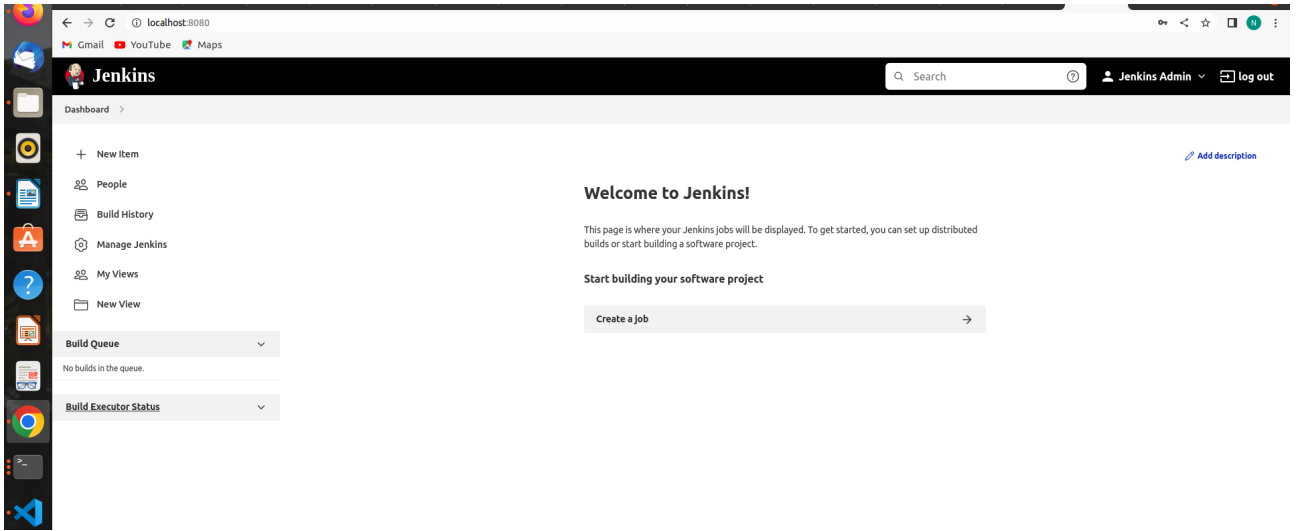 localhost:8080
N
Gmail YouTube Maps
Jenkins
Search
?
Jenkins Admin
log out
Dashboard
New Item
People
Build History
Manage Jenkins
My Views
New View
Build Queue
No builds in the queue.
Build Executor Status
Add description
Welcome to Jenkins!
This page is where your Jenkins jobs will be displayed. To get started, you can set up distributed
builds or start building a software project.
Start building your software project
Create a job
A
?
>_